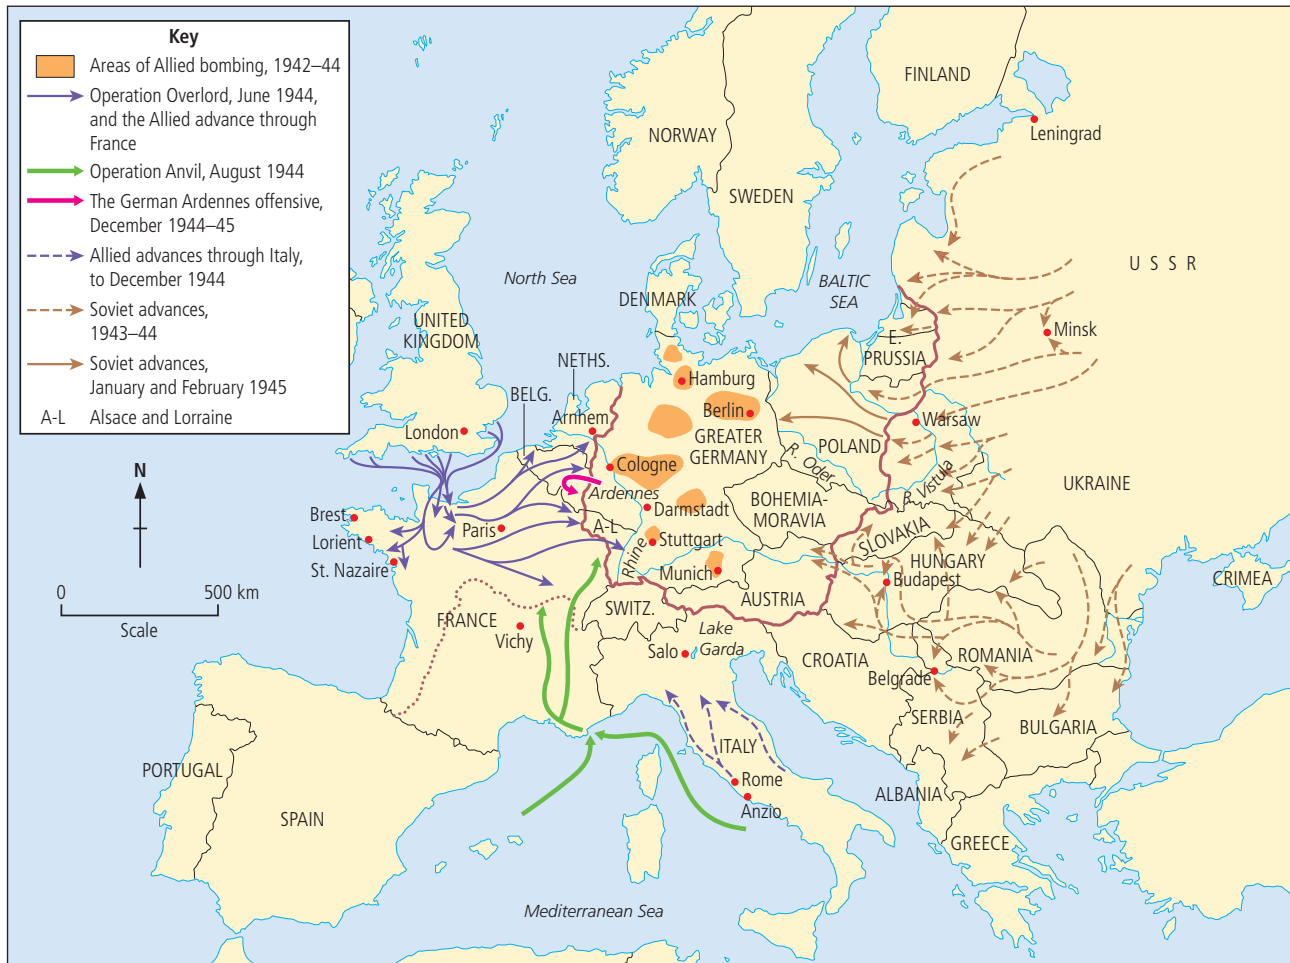 Key
Areas of Allied bombing, 1942–44
Operation Overlord, June 1944,
and the Allied advance through
France
Operation Anvil, August 1944
The German Ardennes offensive,
December 1944–45
Allied advances through Italy,
to December 1944
Soviet advances,
1943–44
Soviet advances,
January and February 1945
A-L Alsace and Lorraine
N
0 500 km
Scale
FINLAND
Leningrad
NORWAY
SWEDEN
U S S R
North Sea
BALTIC
SEA
DENMARK
UNITED
KINGDOM
Minsk
E.
PRUSSIA
NETHS.
Hamburg
BELG.
Arnhem
Berlin
London
Warsaw
GREATER
GERMANY
POLAND
R. Oder
Cologne
R. Vistula
UKRAINE
Ardennes
BOHEMIA-
MORAVIA
Darmstadt
Brest
Paris
A-L
SLOVAKIA
Lorient
Stuttgart
Rhine
St. Nazaire
HUNGARY
Munich
Budapest
CRIMEA
AUSTRIA
SWITZ.
FRANCE
Vichy
Lake
Garda
Salo
CROATIA
ROMANIA
Belgrade
SERBIA
BULGARIA
ITALY
PORTUGAL
Rome
ALBANIA
Anzio
SPAIN
GREECE
Mediterranean Sea